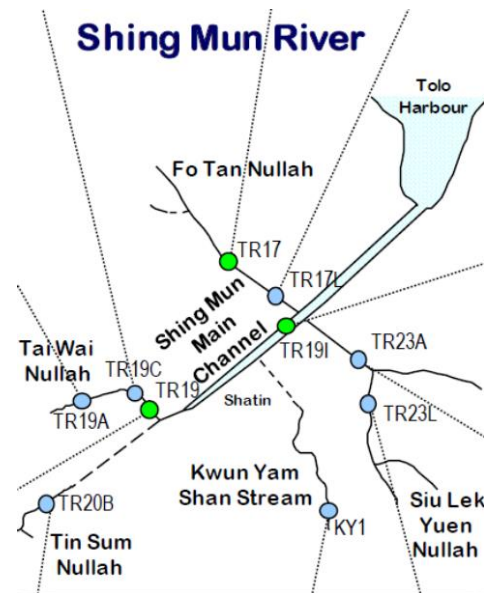 Shing Mun River
Tolo
Harbour
Fo Tan Nullah
TR17
TR17L
Shing Mun
Main
Channel
TR19I
TR23A
Tai Wai
Nullah
TR19C
TR19
TR19A
Shatin
TR23L
Kwun Yam
Shan Stream
TR20B
KY1
Siu Lek
Yuen
Nullah
Tin Sum
Nullah